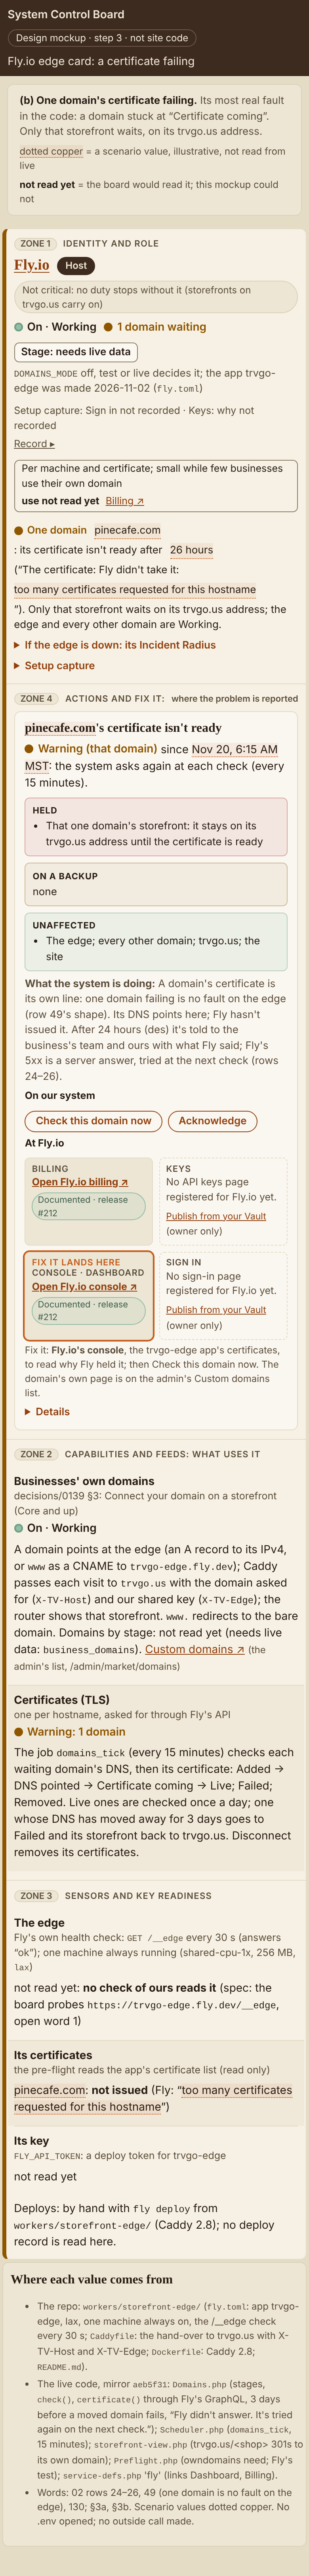 System Control Board
Design mockup · step 3 · not site code
Fly.io edge card: a certificate failing
(b) One domain's certificate failing. Its most real fault
in the code: a domain stuck at “Certificate coming”.
Only that storefront waits, on its trvgo.us address.
dotted copper = a scenario value, illustrative, not read from
live
not read yet = the board would read it; this mockup could
not
ZONE 1 IDENTITY AND ROLE
Fly.io Host
Not critical: no duty stops without it (storefronts on
trvgo.us carry on)
On · Working 1 domain waiting
Stage: needs live data
DOMAINS_MODE off, test or live decides it; the app trvgo-
edge was made 2026-11-02 (fly.toml)
Setup capture: Sign in not recorded · Keys: why not
recorded
Record ▸
Per machine and certificate; small while few businesses
use their own domain
use not read yet Billing ↗
One domain pinecafe.com
: its certificate isn't ready after 26 hours
(“The certificate: Fly didn't take it:
too many certificates requested for this hostname
”). Only that storefront waits on its trvgo.us address; the
edge and every other domain are Working.
▶ If the edge is down: its Incident Radius
▶ Setup capture
ZONE 4 ACTIONS AND FIX IT: where the problem is reported
pinecafe.com's certificate isn't ready
Warning (that domain) since Nov 20, 6:15 AM
MST: the system asks again at each check (every
15 minutes).
HELD
• That one domain's storefront: it stays on its
trvgo.us address until the certificate is ready
ON A BACKUP
none
UNAFFECTED
• The edge; every other domain; trvgo.us; the
site
What the system is doing: A domain's certificate is
its own line: one domain failing is no fault on the edge
(row 49's shape). Its DNS points here; Fly hasn't
issued it. After 24 hours (des) it's told to the
business's team and ours with what Fly said; Fly's
5xx is a server answer, tried at the next check (rows
24–26).
On our system
Check this domain now Acknowledge
At Fly.io
BILLING
Open Fly.io billing ↗
Documented · release
#212
KEYS
No API keys page
registered for Fly.io yet.
Publish from your Vault
(owner only)
FIX IT LANDS HERE
CONSOLE · DASHBOARD
Open Fly.io console ↗
Documented · release
#212
SIGN IN
No sign-in page
registered for Fly.io yet.
Publish from your Vault
(owner only)
Fix it: Fly.io's console, the trvgo-edge app's certificates,
to read why Fly held it; then Check this domain now. The
domain's own page is on the admin's Custom domains
list.
▶ Details
ZONE 2 CAPABILITIES AND FEEDS: WHAT USES IT
Businesses' own domains
decisions/0139 §3: Connect your domain on a storefront
(Core and up)
On · Working
A domain points at the edge (an A record to its IPv4,
or www as a CNAME to trvgo-edge.fly.dev); Caddy
passes each visit to trvgo.us with the domain asked
for (X-TV-Host) and our shared key (X-TV-Edge); the
router shows that storefront. www. redirects to the bare
domain. Domains by stage: not read yet (needs live
data: business_domains). Custom domains ↗ (the
admin's list, /admin/market/domains)
Certificates (TLS)
one per hostname, asked for through Fly's API
Warning: 1 domain
The job domains_tick (every 15 minutes) checks each
waiting domain's DNS, then its certificate: Added →
DNS pointed → Certificate coming → Live; Failed;
Removed. Live ones are checked once a day; one
whose DNS has moved away for 3 days goes to
Failed and its storefront back to trvgo.us. Disconnect
removes its certificates.
ZONE 3 SENSORS AND KEY READINESS
The edge
Fly's own health check: GET /__edge every 30 s (answers
“ok”); one machine always running (shared-cpu-1x, 256 MB,
lax)
not read yet: no check of ours reads it (spec: the
board probes https://trvgo-edge.fly.dev/__edge,
open word 1)
Its certificates
the pre-flight reads the app's certificate list (read only)
pinecafe.com: not issued (Fly: “too many certificates
requested for this hostname”)
Its key
FLY_API_TOKEN: a deploy token for trvgo-edge
not read yet
Deploys: by hand with fly deploy from
workers/storefront-edge/ (Caddy 2.8); no deploy
record is read here.
Where each value comes from
• The repo: workers/storefront-edge/ (fly.toml: app trvgo-
edge, lax, one machine always on, the /__edge check
every 30 s; Caddyfile: the hand-over to trvgo.us with X-
TV-Host and X-TV-Edge; Dockerfile: Caddy 2.8;
README.md).
• The live code, mirror aeb5f31: Domains.php (stages,
check(), certificate() through Fly's GraphQL, 3 days
before a moved domain fails, “Fly didn't answer. It's tried
again on the next check.”); Scheduler.php (domains_tick,
15 minutes); storefront-view.php (trvgo.us/<shop> 301s to
its own domain); Preflight.php (owndomains need; Fly's
test); service-defs.php 'fly' (links Dashboard, Billing).
• Words: 02 rows 24–26, 49 (one domain is no fault on the
edge), 130; §3a, §3b. Scenario values dotted copper. No
.env opened; no outside call made.